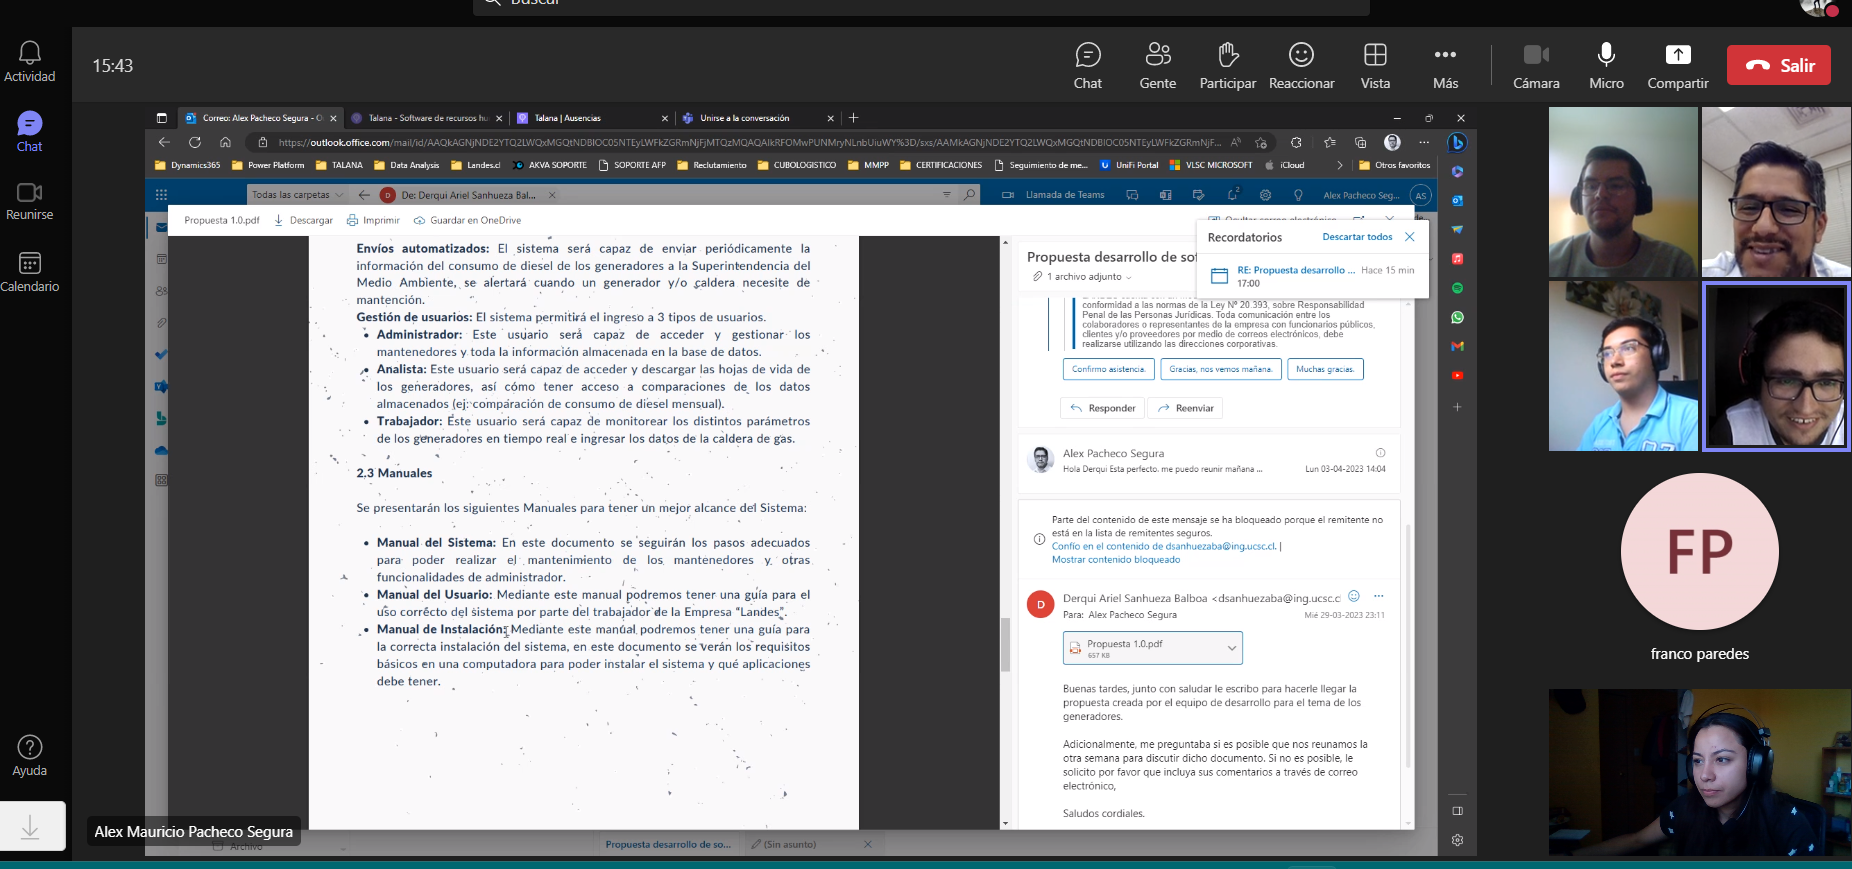 Buscar
Actividad
Chat
Reunirse
Calendario
Ayuda
15:43
Chat
Gente
Participar
Reaccionar
Vista
Más
Cámara
Micro
Compartir
Salir
Correo: Alex Pacheco Segura - O
Talana - Software de recursos hu
Talana | Ausencias
Unirse a la conversación
Dynamics365
Power Platform
TALANA
Data Analysis
Landes.cl
AKVA SOPORTE
SOPORTE AFP
Reclutamiento
CUBOLOGISTICO
MMPP
CERTIFICACIONES
Seguimiento de me...
UniFi Portal
VLSC MICROSOFT
iCloud
Otros favoritos
Todas las carpetas
De: Derqui Ariel Sanhueza Bal...
Llamada de Teams
2
Alex Pacheco Seg...
AS
Propuesta 1.0.pdf
Descargar
Imprimir
Guardar en OneDrive
Ocultar correo electrónico
Envíos automatizados: El sistema será capaz de enviar periódicamente la
información del consumo de diesel de los generadores a la Superintendencia del
Medio Ambiente, se alertará cuando un generador y/o caldera necesite de
mantención.
Gestión de usuarios: El sistema permitirá el ingreso a 3 tipos de usuarios.
• Administrador: Este usuario será capaz de acceder y gestionar los
mantenedores y toda la información almacenada en la base de datos.
• Analista: Este usuario será capaz de acceder y descargar las hojas de vida de
los generadores, así cómo tener acceso a comparaciones de los datos
almacenados (ej: comparación de consumo de diesel mensual).
• Trabajador: Este usuario será capaz de monitorear los distintos parámetros
de los generadores en tiempo real e ingresar los datos de la caldera de gas.
2.3 Manuales
Se presentarán los siguientes Manuales para tener un mejor alcance del Sistema:
• Manual del Sistema: En este documento se seguirán los pasos adecuados
para poder realizar el mantenimiento de los mantenedores y otras
funcionalidades de administrador.
• Manual del Usuario: Mediante este manual podremos tener una guía para el
uso correcto del sistema por parte del trabajador de la Empresa “Landes”.
• Manual de Instalación: Mediante este manual podremos tener una guía para
la correcta instalación del sistema, en este documento se verán los requisitos
básicos en una computadora para poder instalar el sistema y qué aplicaciones
debe tener.
Propuesta desarrollo de so
1 archivo adjunto
Recordatorios
Descartar todos
RE: Propuesta desarrollo ...
Hace 15 min
17:00
conformidad a las normas de la Ley Nº 20.393, sobre Responsabilidad
Penal de las Personas Jurídicas. Toda comunicación entre los
colaboradores o representantes de la empresa con funcionarios públicos,
clientes y/o proveedores por medio de correos electrónicos, debe
realizarse utilizando las direcciones corporativas.
Confirmo asistencia.
Gracias, nos vemos mañana.
Muchas gracias.
Responder
Reenviar
Alex Pacheco Segura
Hola Derqui Esta perfecto. me puedo reunir mañana ...
Lun 03-04-2023 14:04
Parte del contenido de este mensaje se ha bloqueado porque el remitente no
está en la lista de remitentes seguros.
Confío en el contenido de dsanhuezaba@ing.ucsc.cl. |
Mostrar contenido bloqueado
D
Derqui Ariel Sanhueza Balboa <dsanhuezaba@ing.ucsc.cl
Para: Alex Pacheco Segura
Mié 29-03-2023 23:11
Propuesta 1.0.pdf
657 KB
Buenas tardes, junto con saludar le escribo para hacerle llegar la
propuesta creada por el equipo de desarrollo para el tema de los
generadores.
Adicionalmente, me preguntaba si es posible que nos reunamos la
otra semana para discutir dicho documento. Si no es posible, le
solicito por favor que incluya sus comentarios a través de correo
electrónico,
Saludos cordiales.
Archivo
Propuesta desarrollo de so...
(Sin asunto)
Alex Mauricio Pacheco Segura
FP
franco paredes